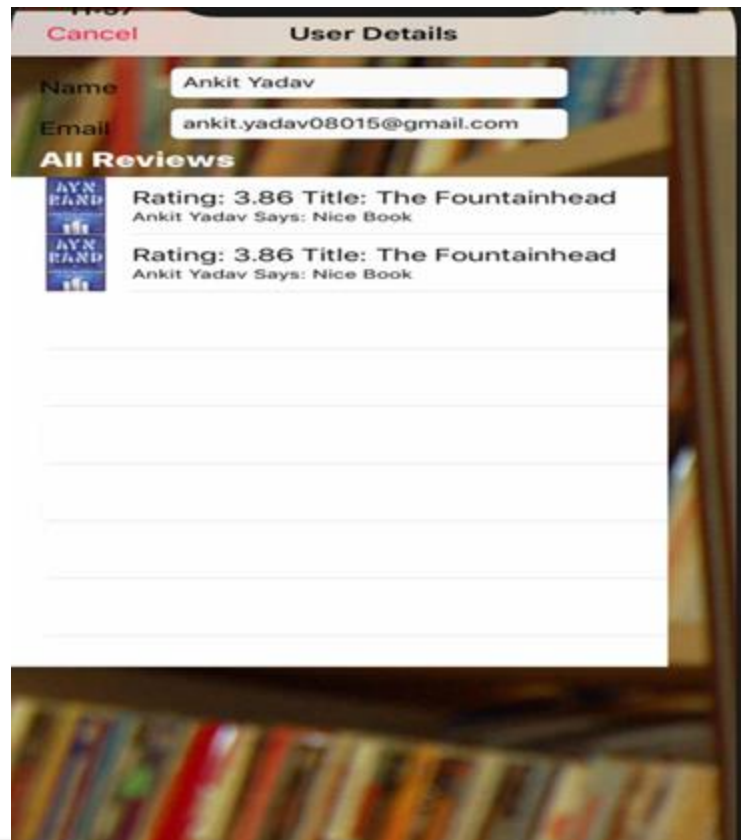 11:57
Cancel User Details
Name Ankit Yadav
Email ankit.yadav08015@gmail.com
All Reviews
AYN
RAND
Rating: 3.86 Title: The Fountainhead
Ankit Yadav Says: Nice Book
AYN
RAND
Rating: 3.86 Title: The Fountainhead
Ankit Yadav Says: Nice Book